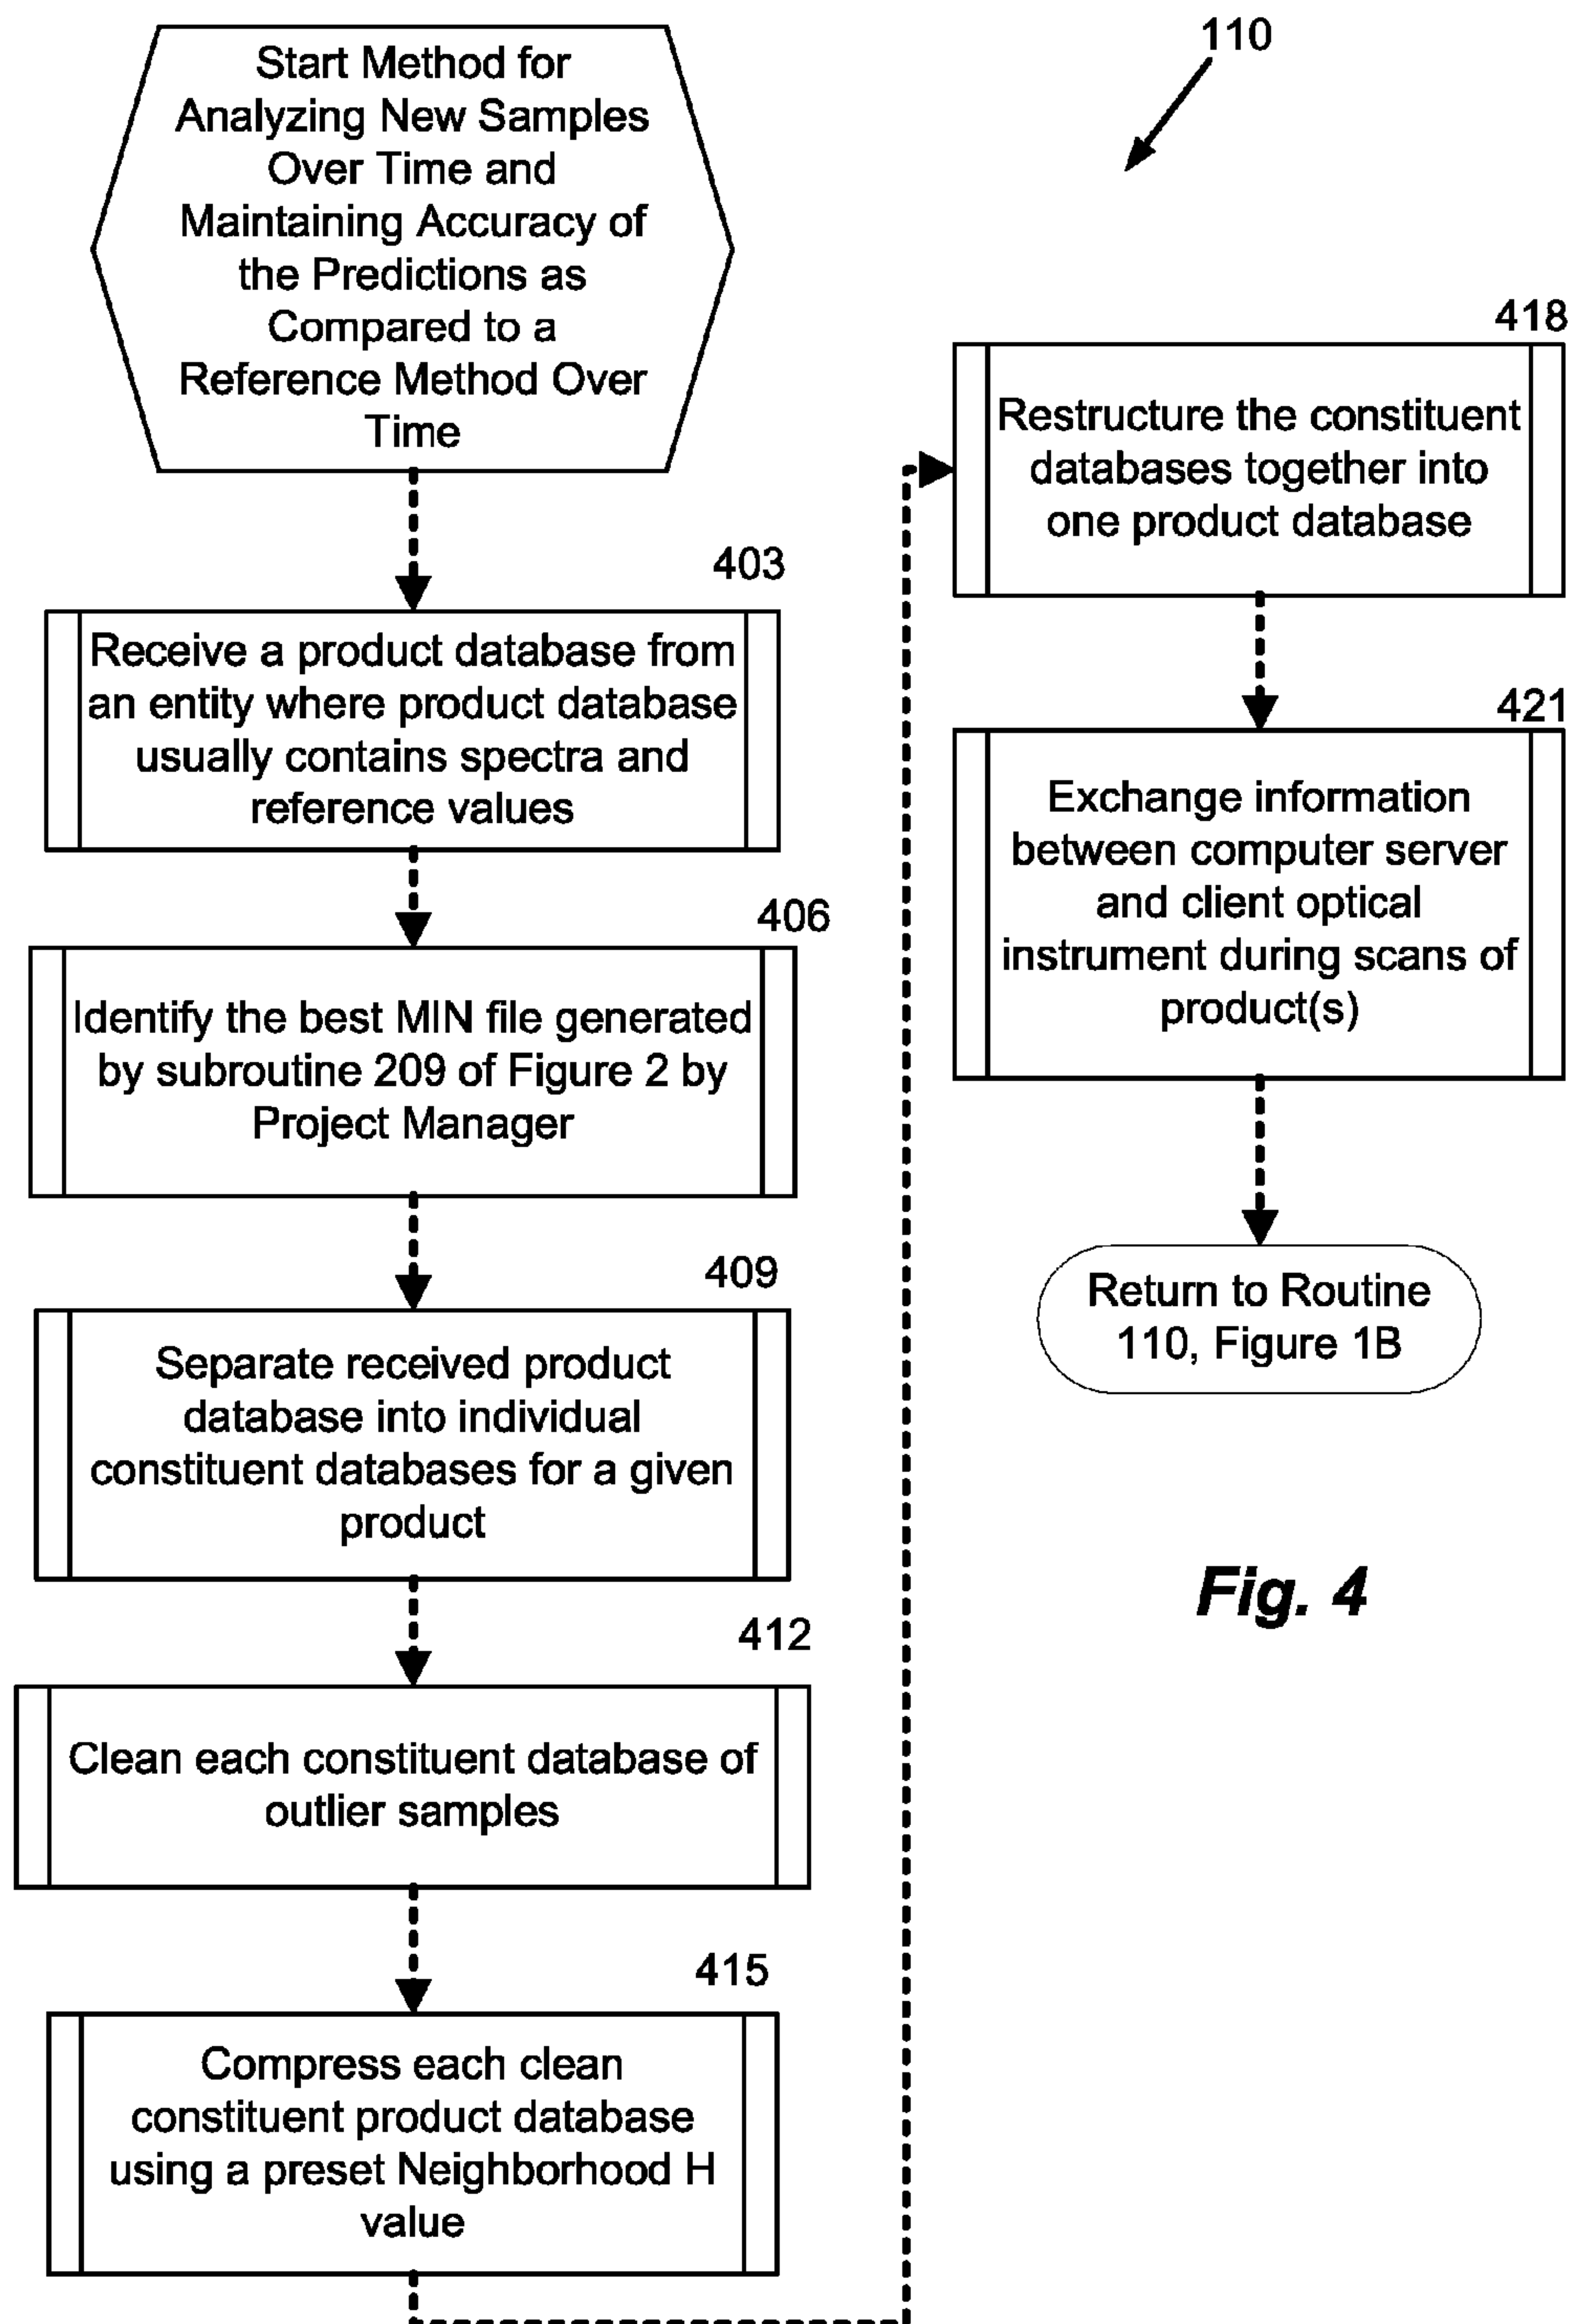 Start Method for
Analyzing New Samples
Over Time and
Maintaining Accuracy of
the Predictions as
Compared to a
Reference Method Over
Time
403
Receive a product database from
an entity where product database
usually contains spectra and
reference values
406
Identify the best MIN file generated
by subroutine 209 of Figure 2 by
Project Manager
409
Separate received product
database into individual
constituent databases for a given
product
412
Clean each constituent database of
outlier samples
415
Compress each clean
constituent product database
using a preset Neighborhood H
value
110
418
Restructure the constituent
databases together into
one product database
421
Exchange information
between computer server
and client optical
instrument during scans of
product(s)
Return to Routine
110, Figure 1B
Fig. 4